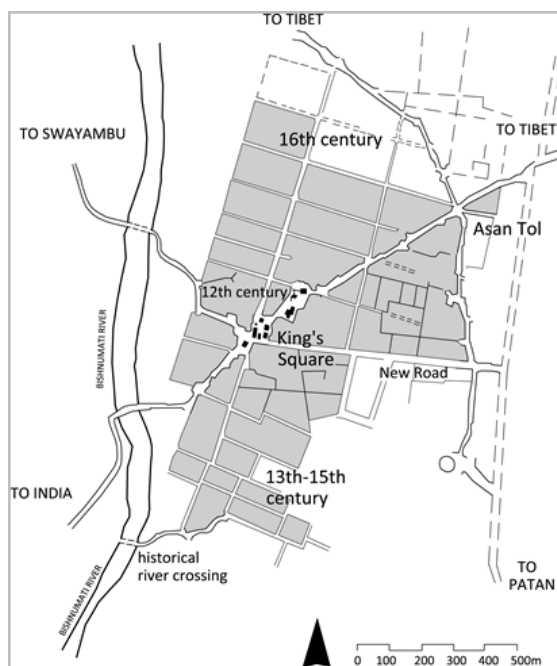 TO TIBET
TO TIBET
TO SWAYAMBU
16th century
Asan Tol
12th century
King's
Square
BISHNUMATI RIVER
New Road
TO INDIA
13th-15th
century
historical
river crossing
TO
PATAN
BISHNUMATI RIVER
0 100 200 300 400 500m